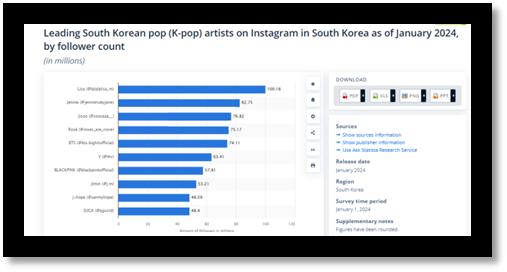 Leading South Korean pop (K-pop) artists on Instagram in South Korea as of January 2024,
by follower count
(in millions)
Lisa (@lalalalisa_m) 100.16
Jennie (@jennierubyjane) 82.75
Jisoo (@sooyaaa__) 76.82
Rosé (@roses_are_rosie) 75.17
BTS (@bts.bighitofficial) 74.11
V (@thv) 63.41
BLACKPINK (@blackpinkofficial) 57.81
Jimin (@j.m) 53.21
j-hope (@uarmyhope) 48.59
SUGA (@agustd) 48.4
0 20 40 60 80 100 120
Amount of followers in millions
DOWNLOAD
PDF XLS PNG PPT
Sources
→ Show sources information
→ Show publisher information
→ Use Ask Statista Research Service
Release date
January 2024
Region
South Korea
Survey time period
January 1, 2024
Supplementary notes
Figures have been rounded.